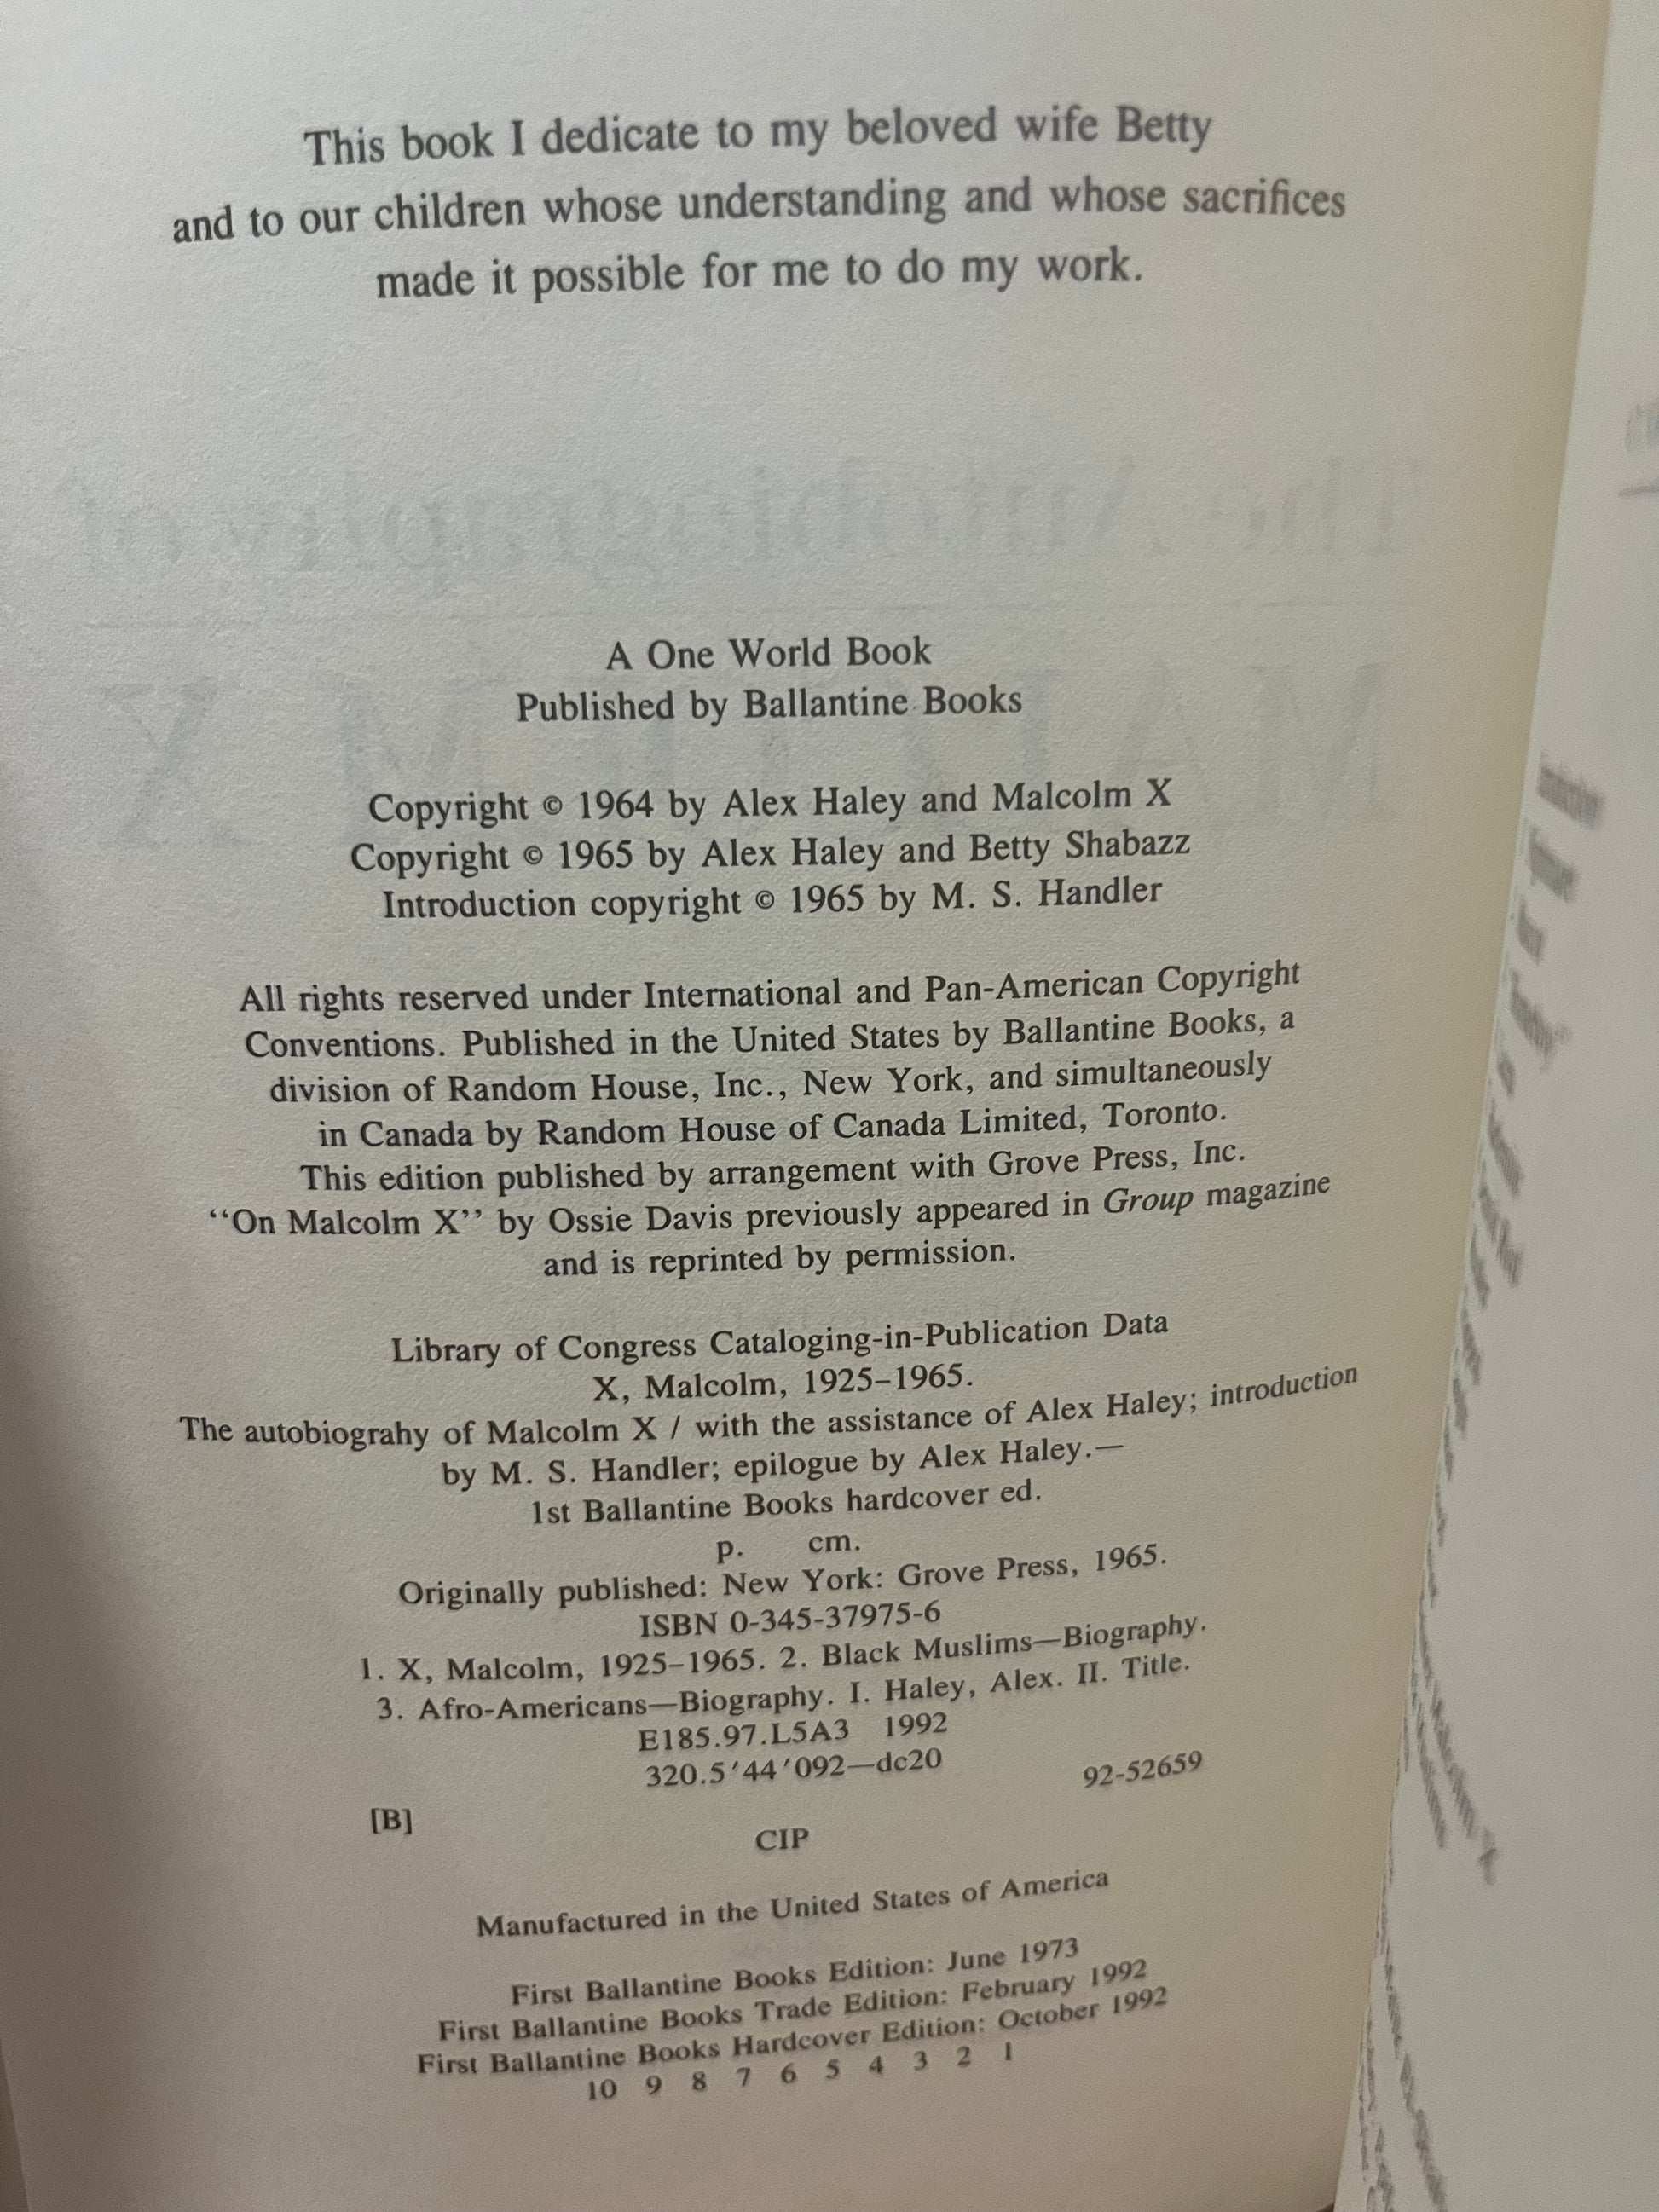 This book I dedicate to my beloved wife Betty
and to our children whose understanding and whose sacrifices
made it possible for me to do my work.
The Autobiography of
MALCOLM X
A One World Book
Published by Ballantine Books
Copyright © 1964 by Alex Haley and Malcolm X
Copyright © 1965 by Alex Haley and Betty Shabazz
Introduction copyright © 1965 by M. S. Handler
All rights reserved under International and Pan-American Copyright
Conventions. Published in the United States by Ballantine Books, a
division of Random House, Inc., New York, and simultaneously
in Canada by Random House of Canada Limited, Toronto.
This edition published by arrangement with Grove Press, Inc.
‘‘On Malcolm X’’ by Ossie Davis previously appeared in Group magazine
and is reprinted by permission.
Library of Congress Cataloging-in-Publication Data
X, Malcolm, 1925–1965.
The autobiograhy of Malcolm X / with the assistance of Alex Haley; introduction
by M. S. Handler; epilogue by Alex Haley.—
1st Ballantine Books hardcover ed.
p. cm.
Originally published: New York: Grove Press, 1965.
ISBN 0-345-37975-6
1. X, Malcolm, 1925–1965. 2. Black Muslims—Biography.
3. Afro-Americans—Biography. I. Haley, Alex. II. Title.
E185.97.L5A3 1992
320.5′44′092—dc20 92-52659
[B]
CIP
Manufactured in the United States of America
First Ballantine Books Edition: June 1973
First Ballantine Books Trade Edition: February 1992
First Ballantine Books Hardcover Edition: October 1992
10 9 8 7 6 5 4 3 2 1